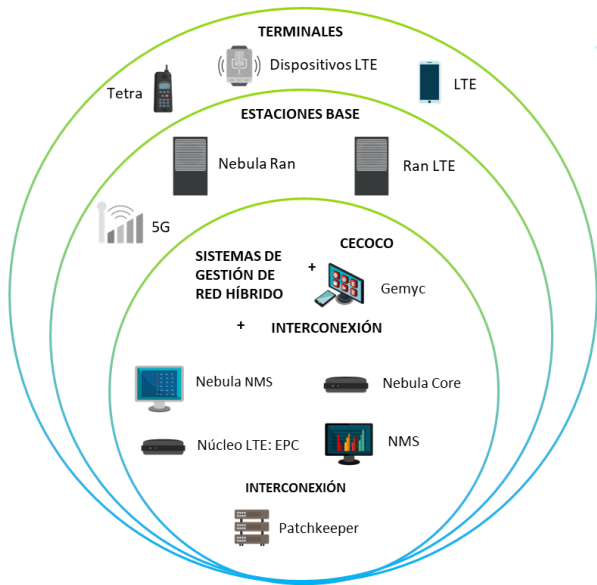 TERMINALES
Dispositivos LTE
Tetra
LTE
ESTACIONES BASE
Nebula Ran
Ran LTE
5G
CECOCO
SISTEMAS DE
GESTIÓN DE
RED HÍBRIDO
+
Gemyc
+
INTERCONEXIÓN
Nebula NMS
Nebula Core
Núcleo LTE: EPC
NMS
INTERCONEXIÓN
Patchkeeper